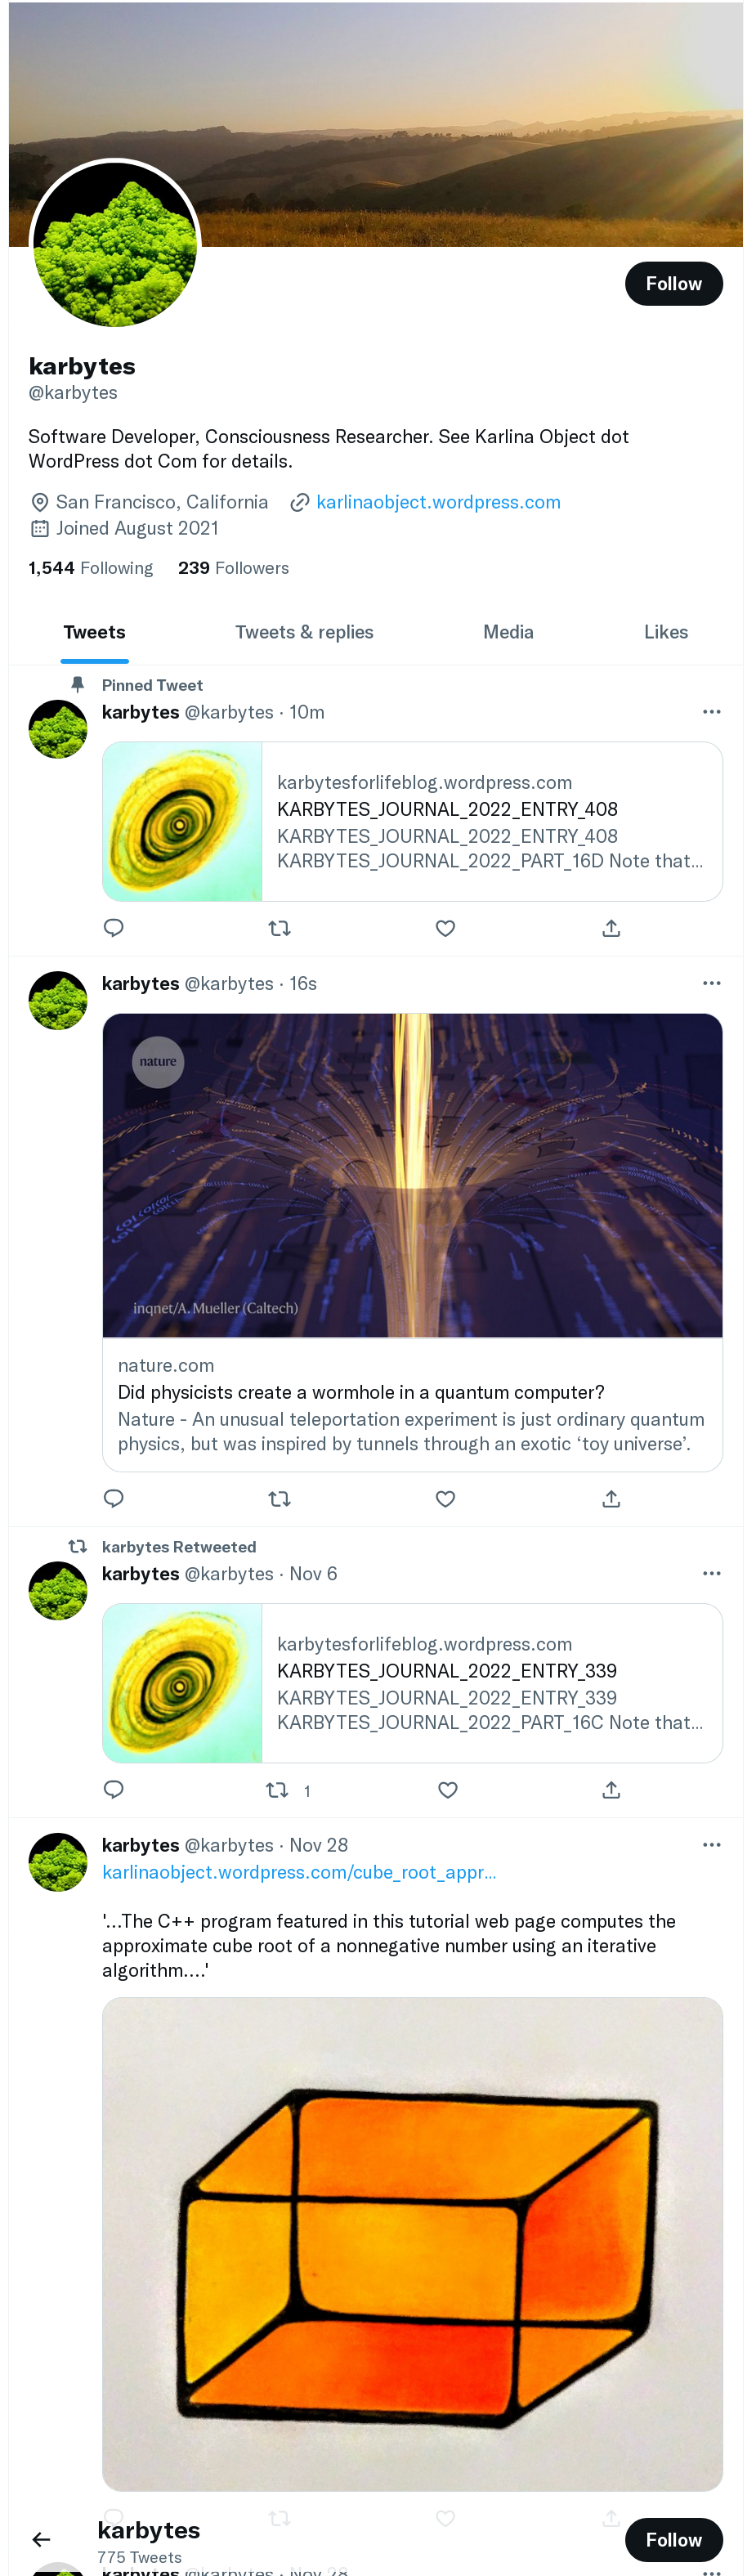 Follow
karbytes
@karbytes
Software Developer, Consciousness Researcher. See Karlina Object dot
WordPress dot Com for details.
San Francisco, California karlinaobject.wordpress.com
Joined August 2021
1,544 Following 239 Followers
Tweets Tweets & replies Media Likes
Pinned Tweet
karbytes @karbytes · 10m
karbytesforlifeblog.wordpress.com
KARBYTES_JOURNAL_2022_ENTRY_408
KARBYTES_JOURNAL_2022_ENTRY_408
KARBYTES_JOURNAL_2022_PART_16D Note that...
karbytes @karbytes · 16s
nature
inqnet/A. Mueller (Caltech)
nature.com
Did physicists create a wormhole in a quantum computer?
Nature - An unusual teleportation experiment is just ordinary quantum
physics, but was inspired by tunnels through an exotic ‘toy universe’.
karbytes Retweeted
karbytes @karbytes · Nov 6
karbytesforlifeblog.wordpress.com
KARBYTES_JOURNAL_2022_ENTRY_339
KARBYTES_JOURNAL_2022_ENTRY_339
KARBYTES_JOURNAL_2022_PART_16C Note that...
1
karbytes @karbytes · Nov 28
karlinaobject.wordpress.com/cube_root_appr...
'...The C++ program featured in this tutorial web page computes the
approximate cube root of a nonnegative number using an iterative
algorithm....'
karbytes
775 Tweets
Follow
karbytes @karbytes · Nov 28